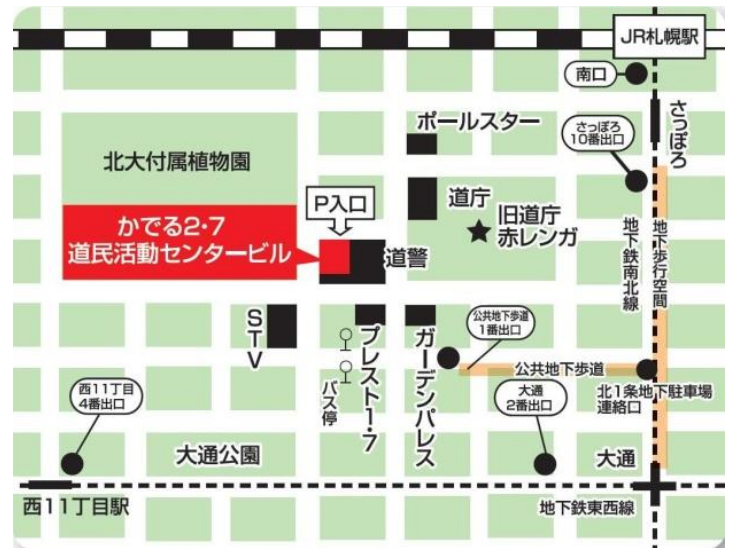 JR札幌駅
南口
さっぽろ
さっぽろ
10番出口
ポールスター
北大付属植物園
道庁
旧道庁
赤レンガ
P入口
かでる2・7
道民活動センタービル
道警
地下鉄南北線
地下歩行空間
STV
バス停
プレスト1・7
ガーデンパレス
公共地下歩道
1番出口
公共地下歩道
北1条地下駐車場
連絡口
西11丁目
4番出口
大通
2番出口
大通公園
大通
西11丁目駅
地下鉄東西線